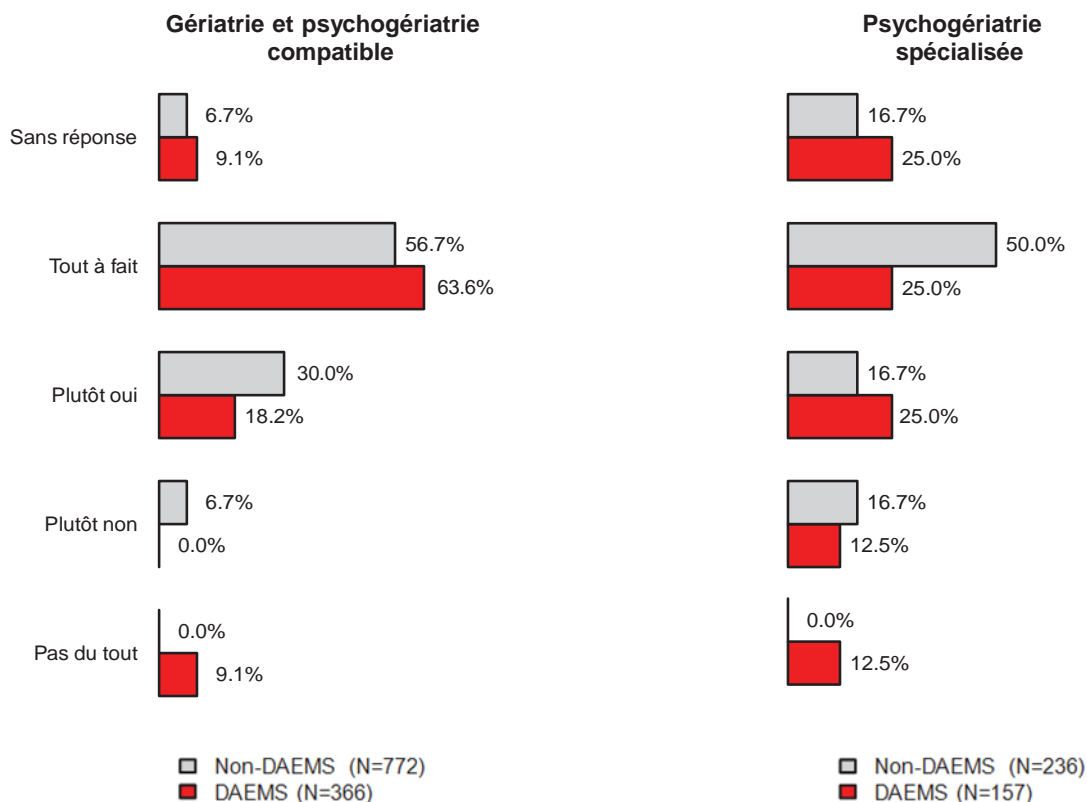 Gériatrie et psychogériatrie
compatible
Psychogériatrie
spécialisée
Sans réponse
6.7%
9.1%
16.7%
25.0%
Tout à fait
56.7%
63.6%
50.0%
25.0%
Plutôt oui
30.0%
18.2%
16.7%
25.0%
Plutôt non
6.7%
0.0%
16.7%
12.5%
Pas du tout
0.0%
9.1%
0.0%
12.5%
Non-DAEMS (N=772)
DAEMS (N=366)
Non-DAEMS (N=236)
DAEMS (N=157)